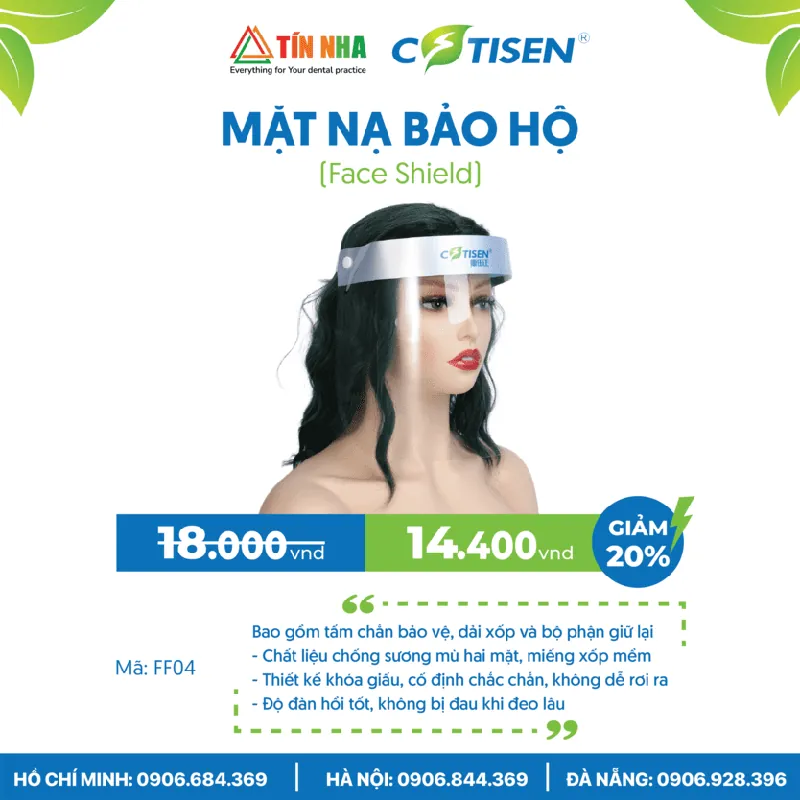 TÍN NHA
Everything for Your dental practice
COTISEN®
MẶT NẠ BẢO HỘ
(Face Shield)
COTISEN®
18.000 vnd
14.400 vnd
GIẢM
20%
Bao gồm tấm chắn bảo vệ, dải xốp và bộ phận giữ lại
- Chất liệu chống sương mù hai mặt, miếng xốp mềm
- Thiết kế khóa giấu, cố định chắc chắn, không dễ rơi ra
- Độ đàn hồi tốt, không bị đau khi đeo lâu
Mã: FF04
HỒ CHÍ MINH: 0906.684.369 | HÀ NỘI: 0906.844.369 | ĐÀ NẴNG: 0906.928.396